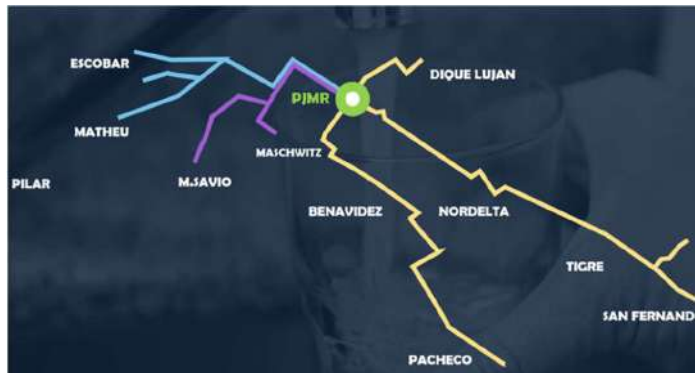 ESCOBAR
DIQUE LUJAN
PJMR
MATHEU
MASCHWITZ
PILAR
M.SAVIO
BENAVIDEZ
NORDELTA
TIGRE
SAN FERNAND
PACHECO